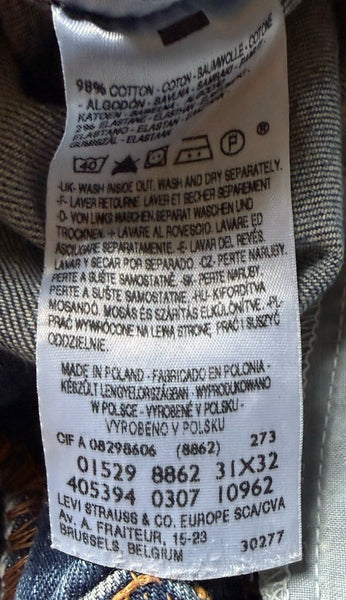 98% COTTON - COTON - BAUMWOLLE - COTONE
- ALGODÓN - BAWEŁNA - BAVLNA
KATOEN - BAVLNA
2% ELASTANE - ELASTHANNE
ELASTANO - ELASTAN
40 P ®
-UK- WASH INSIDE OUT, WASH AND DRY SEPARATELY.
-F- LAVER RETOURNE. LAVER ET SECHER SEPAREMENT
-D- VON LINKS WASCHEN. SEPARAT WASCHEN UND
TROCKNEN. -I- LAVARE AL ROVESCIO. LAVARE ED
ASCIUGARE SEPARATAMENTE. -E- LAVAR DEL REVÉS.
LAVAR Y SECAR POR SEPARADO. -CZ- PERTE NARUBY.
PERTE A SUŠTE SAMOSTATNĚ. -SK- PERTE NARUBY.
PERTE A SUŠTE SAMOSTATNE. -HU- KIFORDÍTVA
MOSANDÓ. MOSÁS ÉS SZÁRÍTÁS ELKÜLÖNÍTVE. -PL-
PRAĆ WYWRÓCONE NA LEWĄ STRONĘ. PRAĆ I SUSZYĆ
ODDZIELNIE.
MADE IN POLAND - FABRICADO EN POLONIA -
KÉSZÜLT LENGYELORSZÁGBAN - WYPRODUKOWANO
W POLSCE - VYROBENÉ V POLSKU -
VYROBENO V POLSKU
CIF A 08298606 (8862) 273
01529 8862 31X32
405394 0307 10962
LEVI STRAUSS & CO. EUROPE SCA/CVA
AV. A. FRAITEUR, 15-23
BRUSSELS, BELGIUM 30277